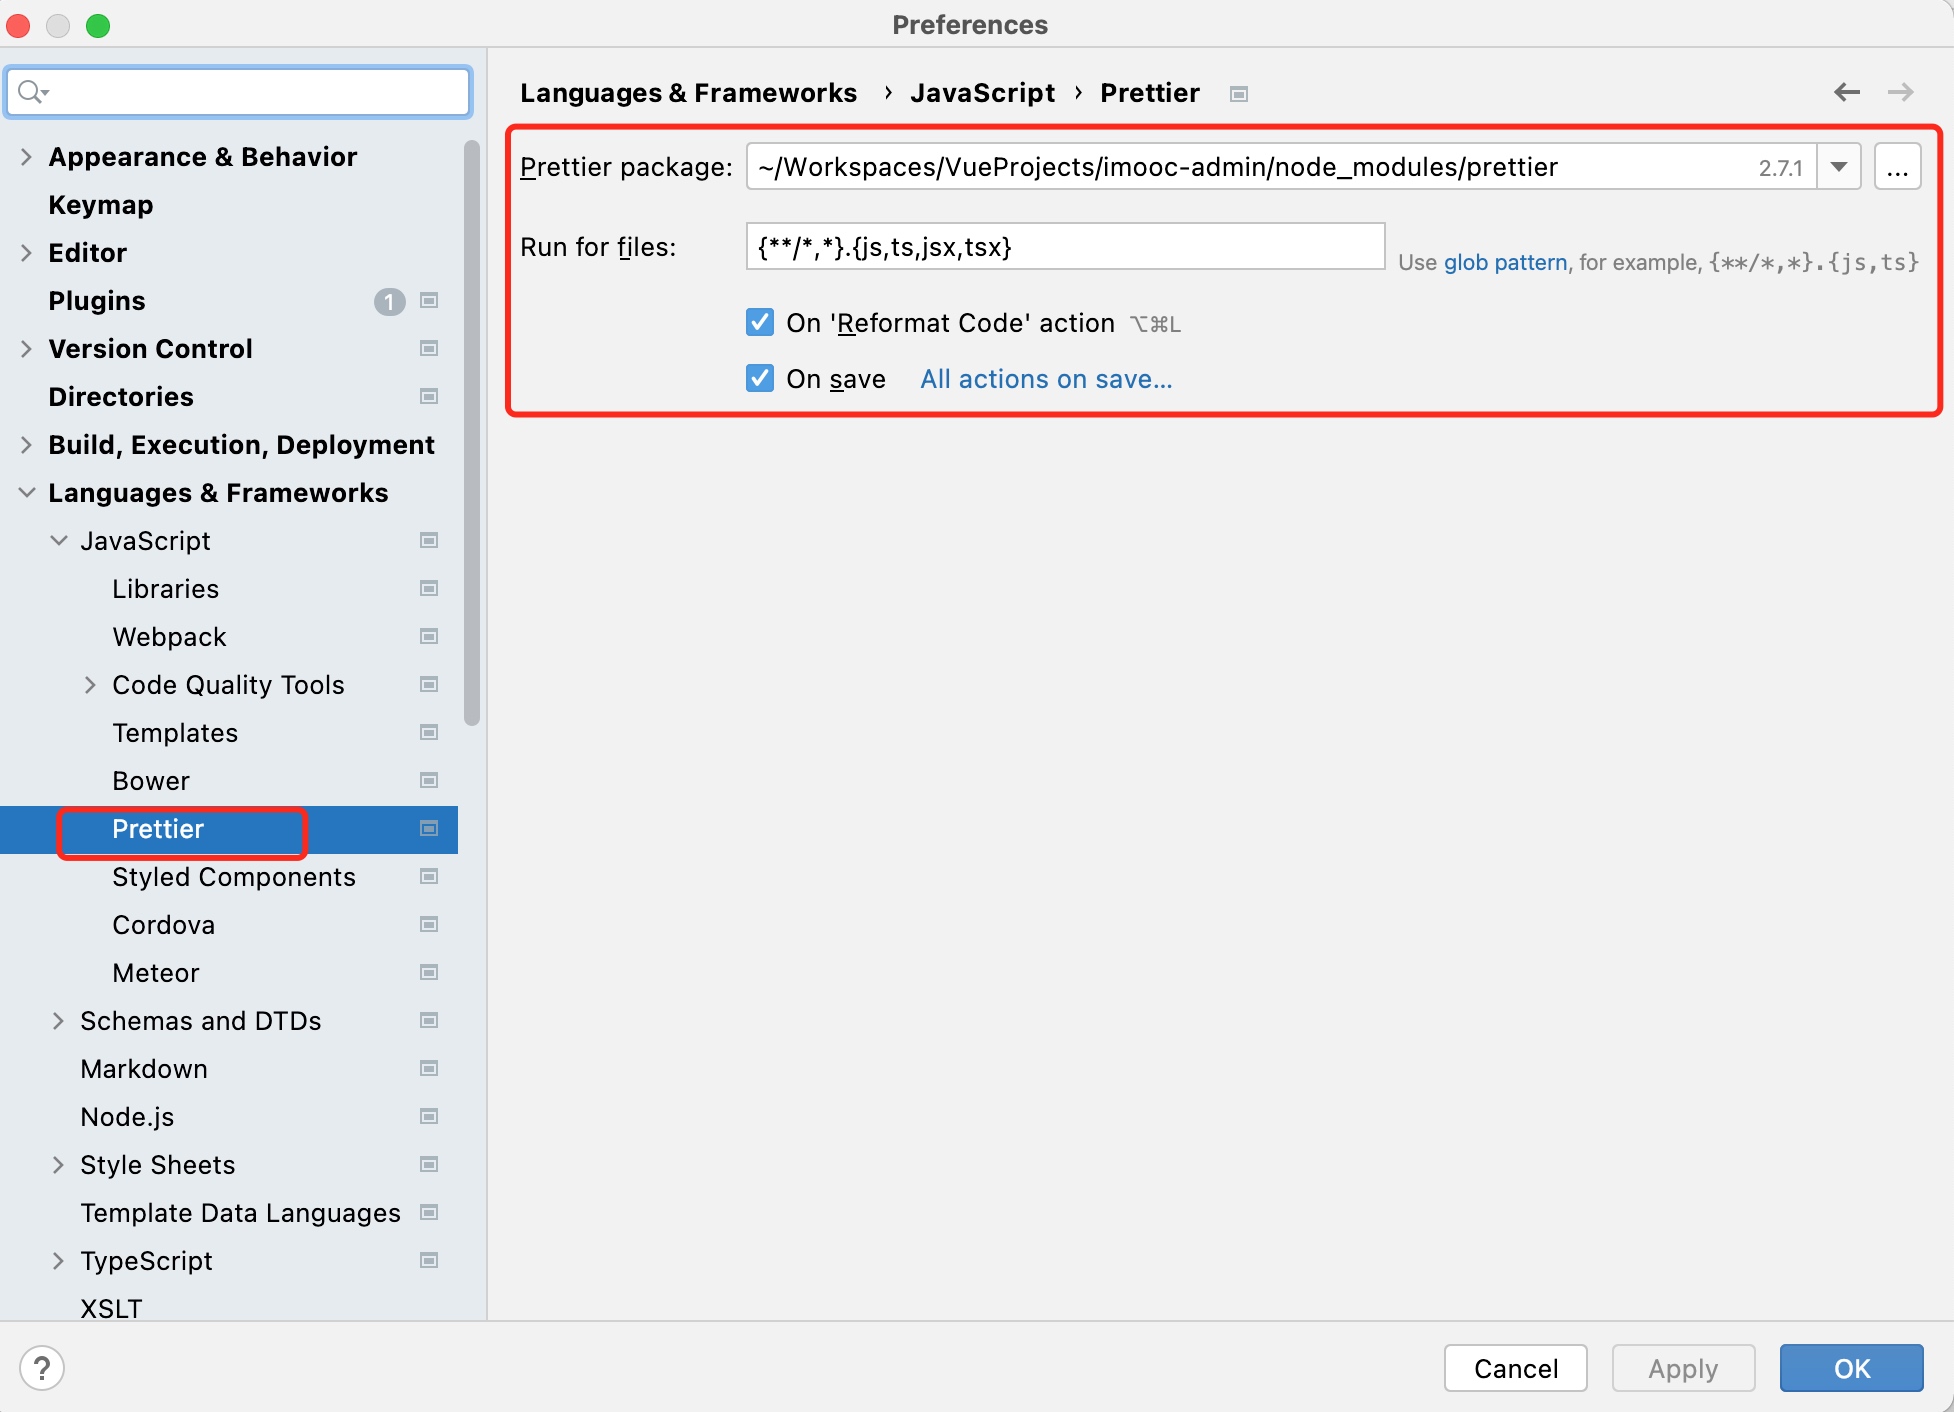 Preferences
Languages & Frameworks › JavaScript › Prettier
Appearance & Behavior
Keymap
Editor
Plugins 1
Version Control
Directories
Build, Execution, Deployment
Languages & Frameworks
JavaScript
Libraries
Webpack
Code Quality Tools
Templates
Bower
Prettier
Styled Components
Cordova
Meteor
Schemas and DTDs
Markdown
Node.js
Style Sheets
Template Data Languages
TypeScript
XSLT
Prettier package: ~/Workspaces/VueProjects/imooc-admin/node_modules/prettier 2.7.1 ...
Run for files: {**/*,*}.{js,ts,jsx,tsx}
Use glob pattern, for example, {**/*,*}.{js,ts}
On 'Reformat Code' action ⌥⌘L
On save All actions on save...
? Cancel Apply OK